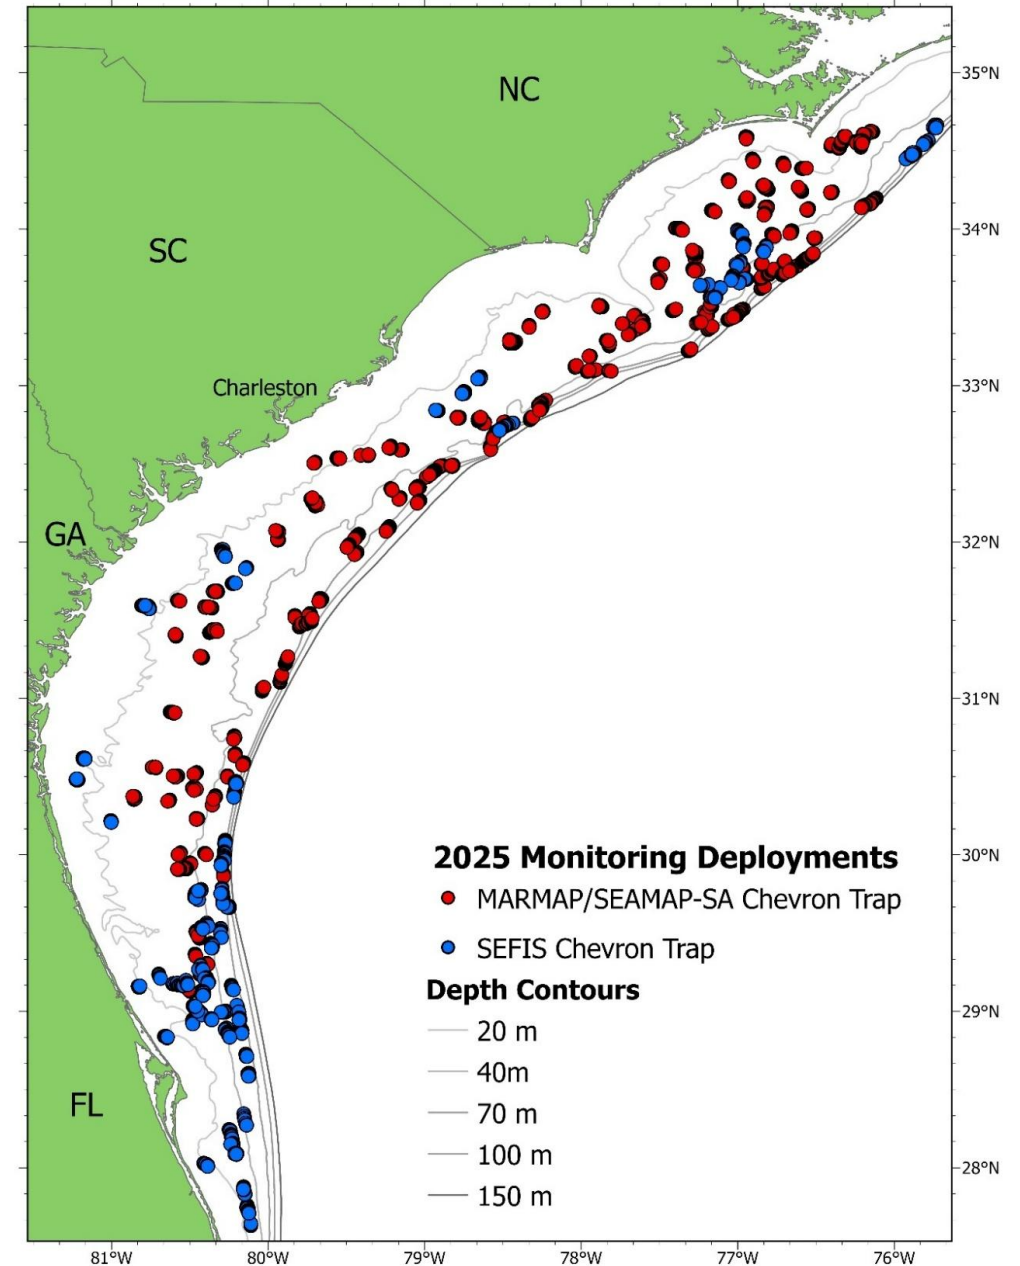 NC
35°N
SC
34°N
Charleston
33°N
GA
32°N
31°N
2025 Monitoring Deployments
30°N
MARMAP/SEAMAP-SA Chevron Trap
SEFIS Chevron Trap
Depth Contours
29°N
20 m
40m
FL
70 m
100 m
28°N
150 m
81°W 80°W 79°W 78°W 77°W 76°W